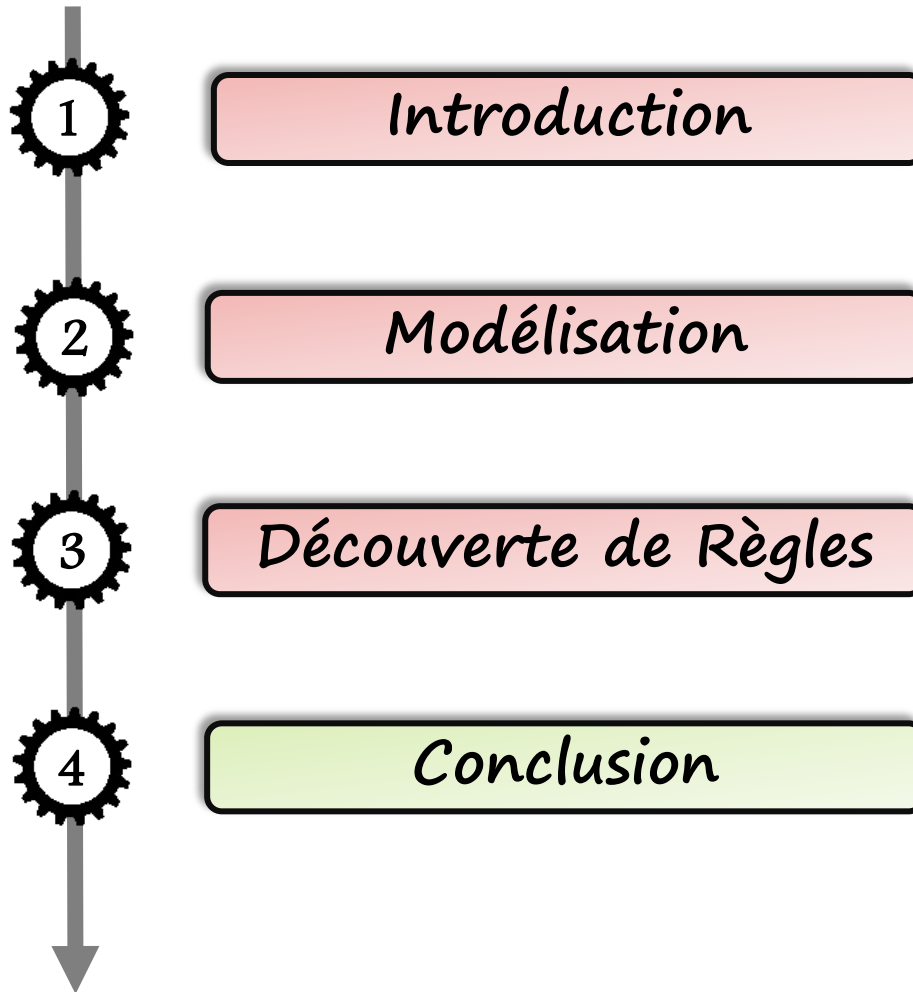 1 Introduction
2 Modélisation
3 Découverte de Règles
4 Conclusion